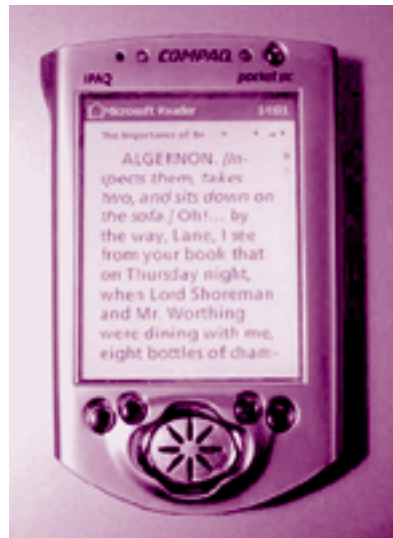 COMPAQ
iPAQ pocket pc
Microsoft Reader 14:01
The Importance of Be...
ALGERNON. [In-
spects them, takes
two, and sits down on
the sofa.] Oh!... by
the way, Lane, I see
from your book that
on Thursday night,
when Lord Shoreman
and Mr. Worthing
were dining with me,
eight bottles of cham-